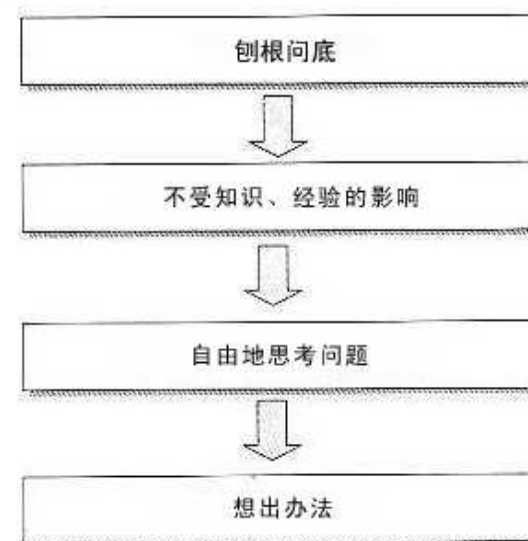 刨根问底
不受知识、经验的影响
自由地思考问题
想出办法